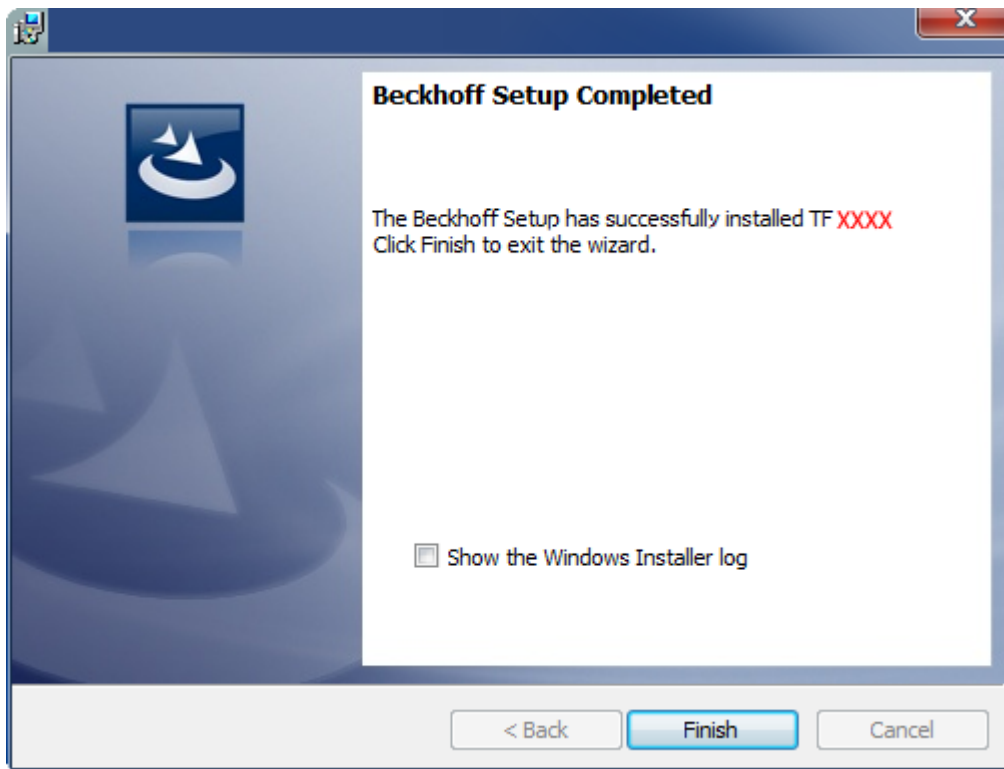 X
Beckhoff Setup Completed
The Beckhoff Setup has successfully installed TF XXXX
Click Finish to exit the wizard.
Show the Windows Installer log
< Back Finish Cancel